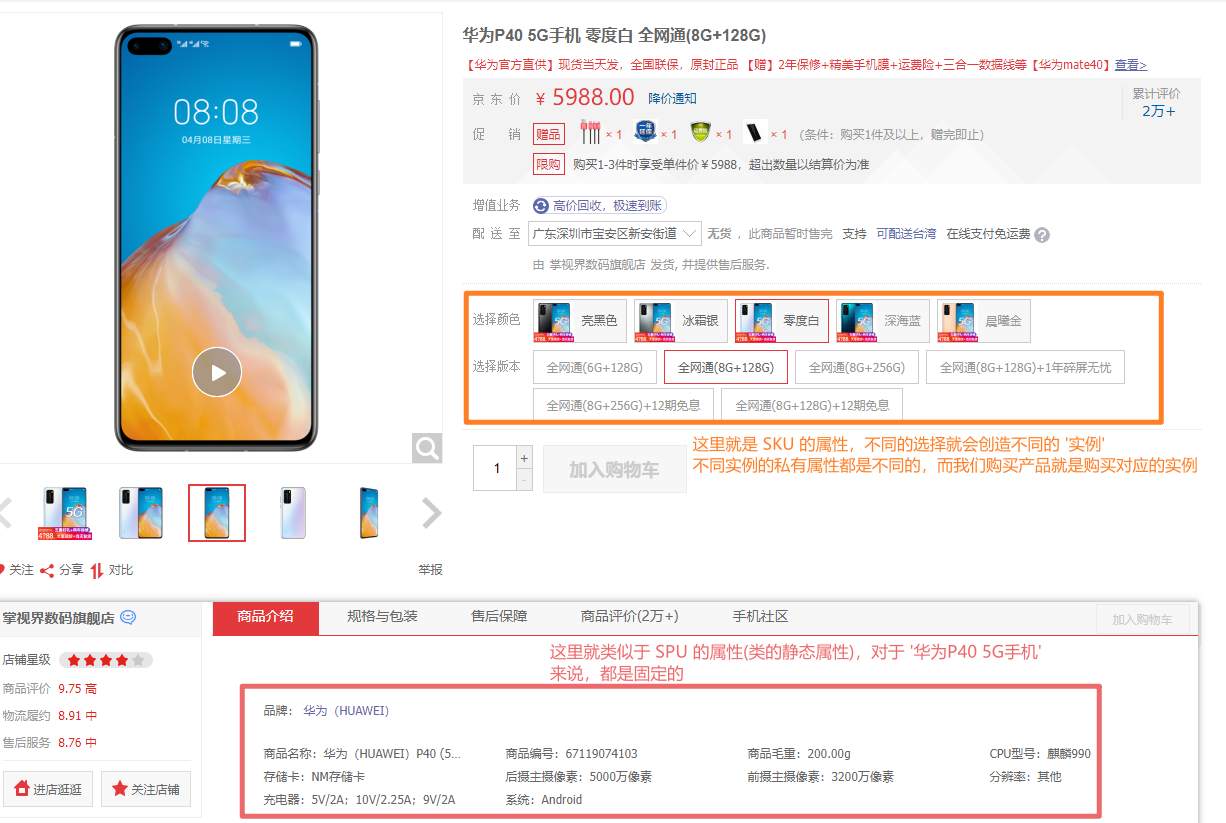 华为P40 5G手机 零度白 全网通(8G+128G)
【华为官方直供】现货当天发，全国联保，原封正品 【赠】2年保修+精美手机膜+运费险+三合一数据线等【华为mate40】查看>
京 东 价 ￥ 5988.00 降价通知
累计评价
2万+
促 销 赠品 × 1 × 1 × 1 × 1 (条件：购买1件及以上，赠完即止)
限购 购买1-3件时享受单件价￥5988，超出数量以结算价为准
增值业务 高价回收，极速到账
配 送 至 广东深圳市宝安区新安街道 无货 ，此商品暂时售完 支持 可配送台湾 在线支付免运费 ?
由 掌视界数码旗舰店 发货, 并提供售后服务.
选择颜色 亮黑色 冰霜银 零度白 深海蓝 晨曦金
选择版本 全网通(6G+128G) 全网通(8G+128G) 全网通(8G+256G) 全网通(8G+128G)+1年碎屏无忧
全网通(8G+256G)+12期免息 全网通(8G+128G)+12期免息
这里就是 SKU 的属性，不同的选择就会创造不同的 '实例'
不同实例的私有属性都是不同的，而我们购买产品就是购买对应的实例
1 + - 加入购物车
08:08
04月08日星期三
5G
4788
关注 分享 对比 举报
掌视界数码旗舰店
店铺星级
商品评价 9.75 高
物流履约 8.91 中
售后服务 8.76 中
进店逛逛 关注店铺
商品介绍 规格与包装 售后保障 商品评价(2万+) 手机社区 加入购物车
这里就类似于 SPU 的属性(类的静态属性)，对于 '华为P40 5G手机'
来说，都是固定的
品牌： 华为（HUAWEI）
商品名称：华为（HUAWEI）P40 (5... 商品编号：67119074103 商品毛重：200.00g CPU型号：麒麟990
存储卡：NM存储卡 后摄主摄像素：5000万像素 前摄主摄像素：3200万像素 分辨率：其他
充电器：5V/2A；10V/2.25A；9V/2A 系统：Android